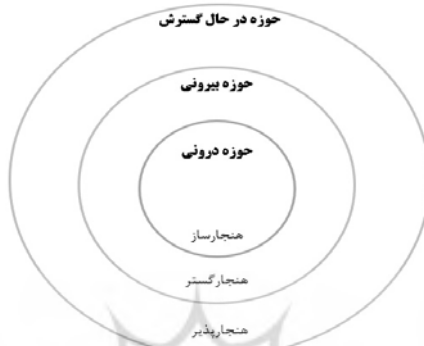 حوزه در حال گسترش
حوزه بیرونی
حوزه درونی
هنجارساز
هنجارگستر
هنجارپذیر